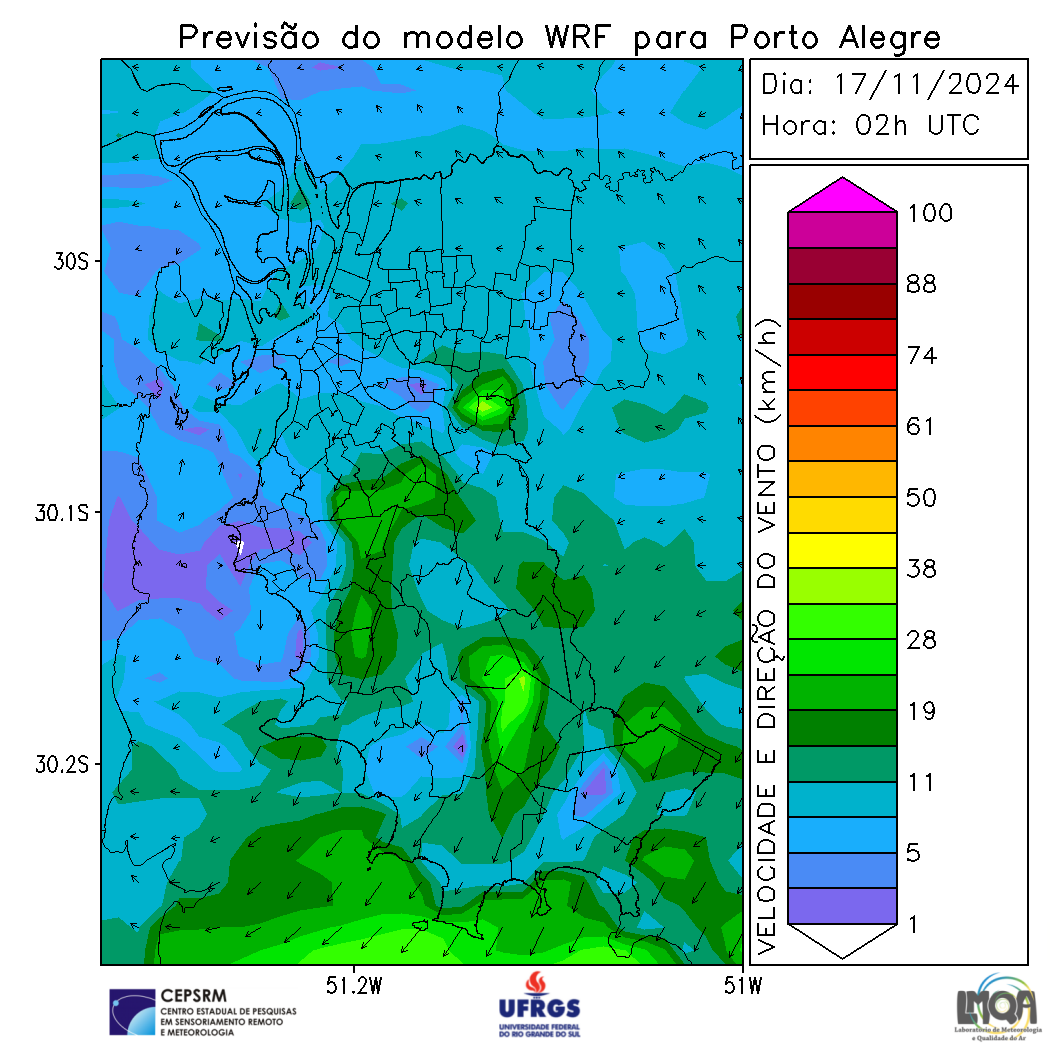 Previsão do modelo WRF para Porto Alegre
Dia: 17/11/2024
Hora: 02h UTC
30S
30.1S
30.2S
51.2W
51W
VELOCIDADE E DIREÇÃO DO VENTO (km/h)
100
88
74
61
50
38
28
19
11
5
1
CEPSRM
CENTRO ESTADUAL DE PESQUISAS
EM SENSORIAMENTO REMOTO
E METEOROLOGIA
UFRGS
UNIVERSIDADE FEDERAL
DO RIO GRANDE DO SUL
LMQA
Laboratório de Meteorologia
e Qualidade do Ar